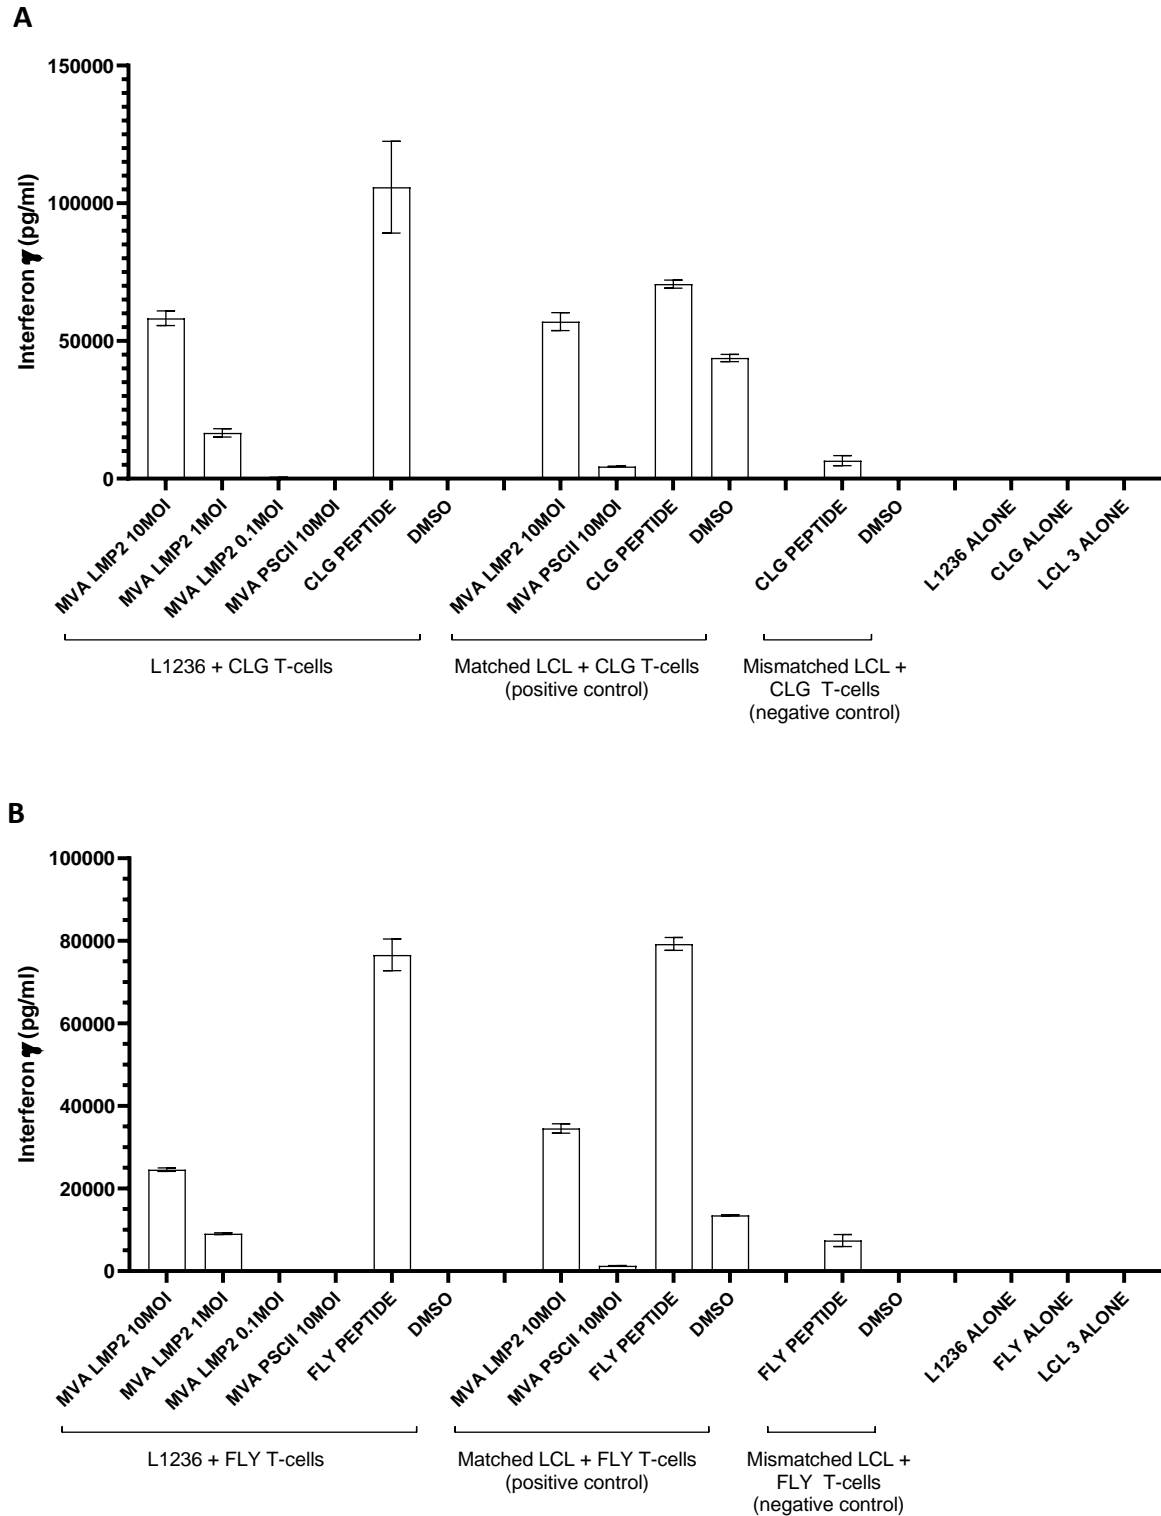 A
150000
100000
50000
0
Interferon γ (pg/ml)
MVA LMP2 10MOI
MVA LMP2 1MOI
MVA LMP2 0.1MOI
MVA PSCII 10MOI
CLG PEPTIDE
DMSO
MVA LMP2 10MOI
MVA PSCII 10MOI
CLG PEPTIDE
DMSO
CLG PEPTIDE
DMSO
L1236 ALONE
CLG ALONE
LCL 3 ALONE
L1236 + CLG T-cells
Matched LCL + CLG T-cells
(positive control)
Mismatched LCL +
CLG T-cells
(negative control)
B
100000
80000
60000
40000
20000
0
Interferon γ (pg/ml)
MVA LMP2 10MOI
MVA LMP2 1MOI
MVA LMP2 0.1MOI
MVA PSCII 10MOI
FLY PEPTIDE
DMSO
MVA LMP2 10MOI
MVA PSCII 10MOI
FLY PEPTIDE
DMSO
FLY PEPTIDE
DMSO
L1236 ALONE
FLY ALONE
LCL 3 ALONE
L1236 + FLY T-cells
Matched LCL + FLY T-cells
(positive control)
Mismatched LCL +
FLY T-cells
(negative control)